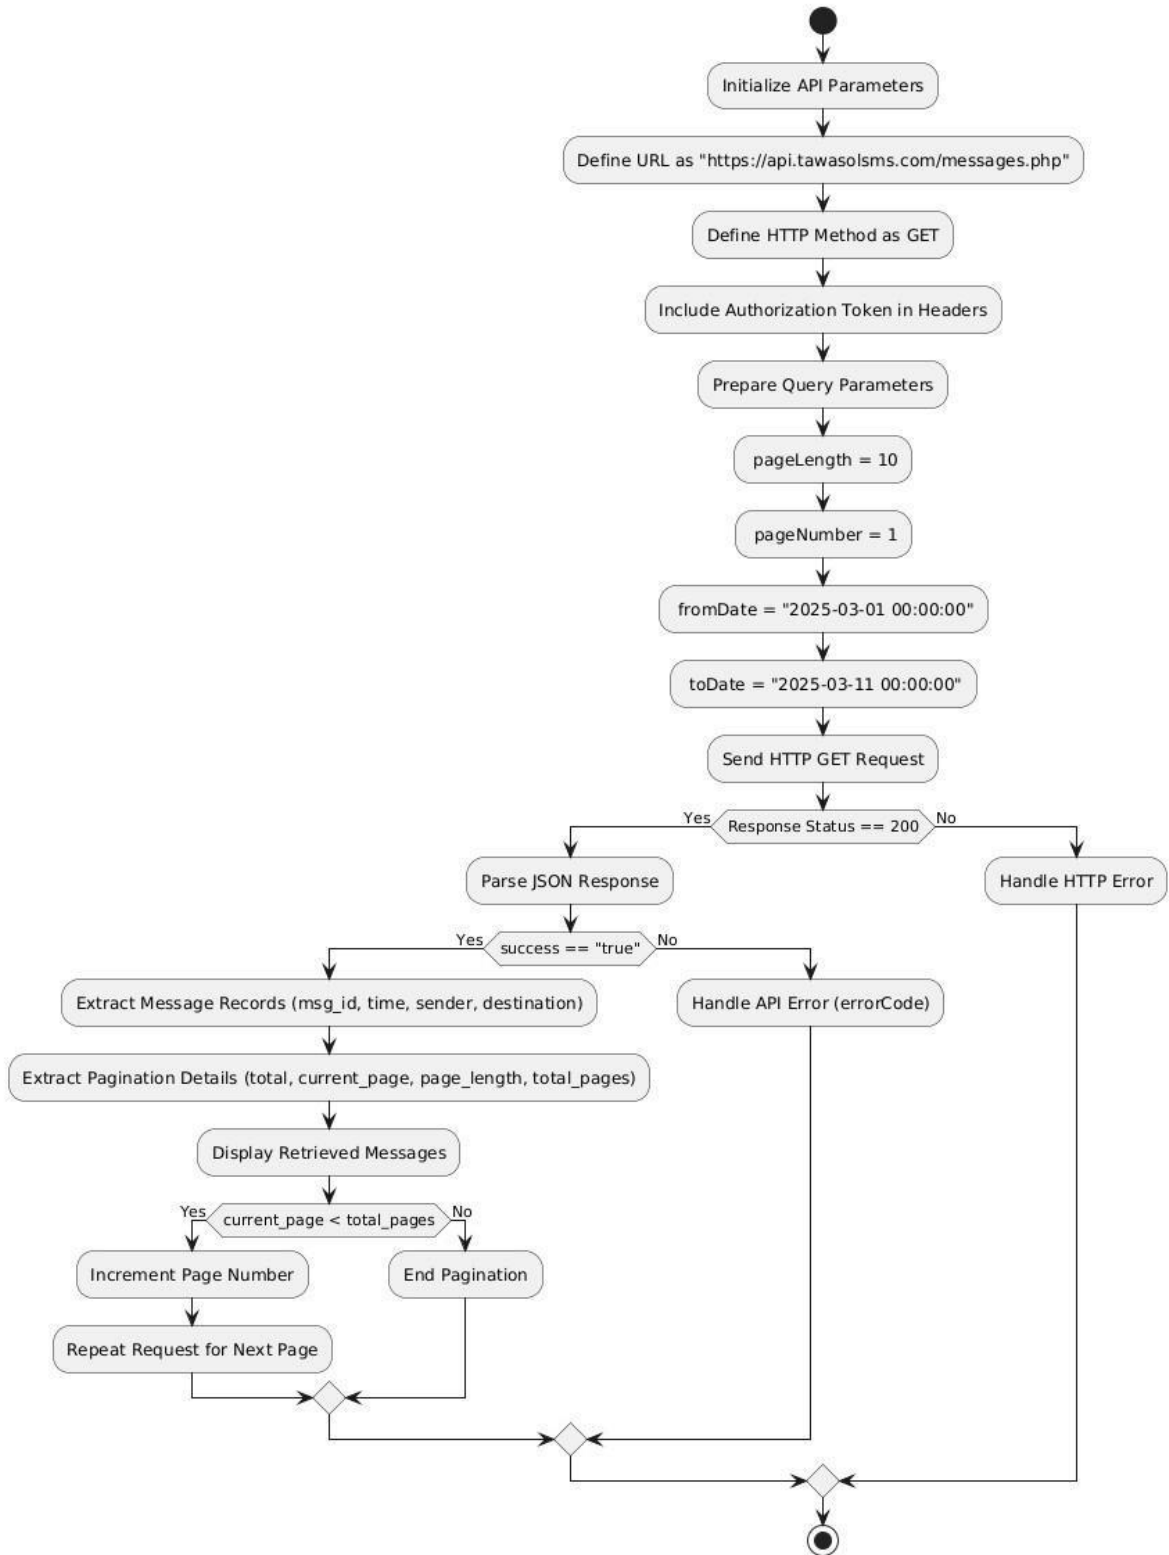 Initialize API Parameters
Define URL as "https://api.tawasolsms.com/messages.php"
Define HTTP Method as GET
Include Authorization Token in Headers
Prepare Query Parameters
pageLength = 10
pageNumber = 1
fromDate = "2025-03-01 00:00:00"
toDate = "2025-03-11 00:00:00"
Send HTTP GET Request
Yes
Response Status == 200
No
Parse JSON Response
Handle HTTP Error
Yes
success == "true"
No
Extract Message Records (msg_id, time, sender, destination)
Handle API Error (errorCode)
Extract Pagination Details (total, current_page, page_length, total_pages)
Display Retrieved Messages
Yes
current_page < total_pages
No
Increment Page Number
End Pagination
Repeat Request for Next Page